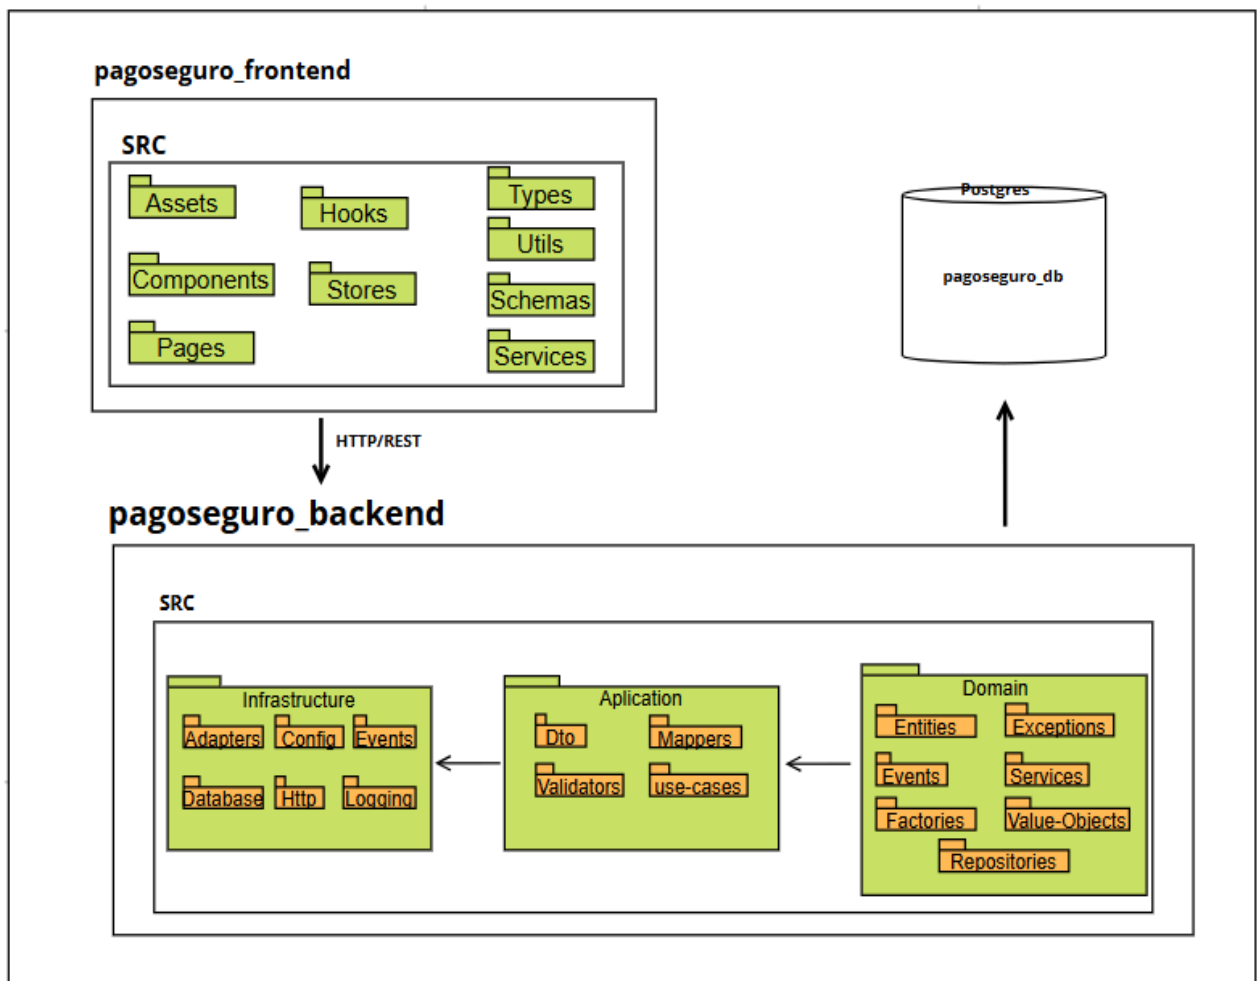 pagoseguro_frontend
SRC
Assets
Hooks
Types
Utils
Components
Stores
Schemas
Pages
Services
Postgres
pagoseguro_db
HTTP/REST
pagoseguro_backend
SRC
Infrastructure
Adapters
Config
Events
Database
Http
Logging
Aplication
Dto
Mappers
Validators
use-cases
Domain
Entities
Exceptions
Events
Services
Factories
Value-Objects
Repositories